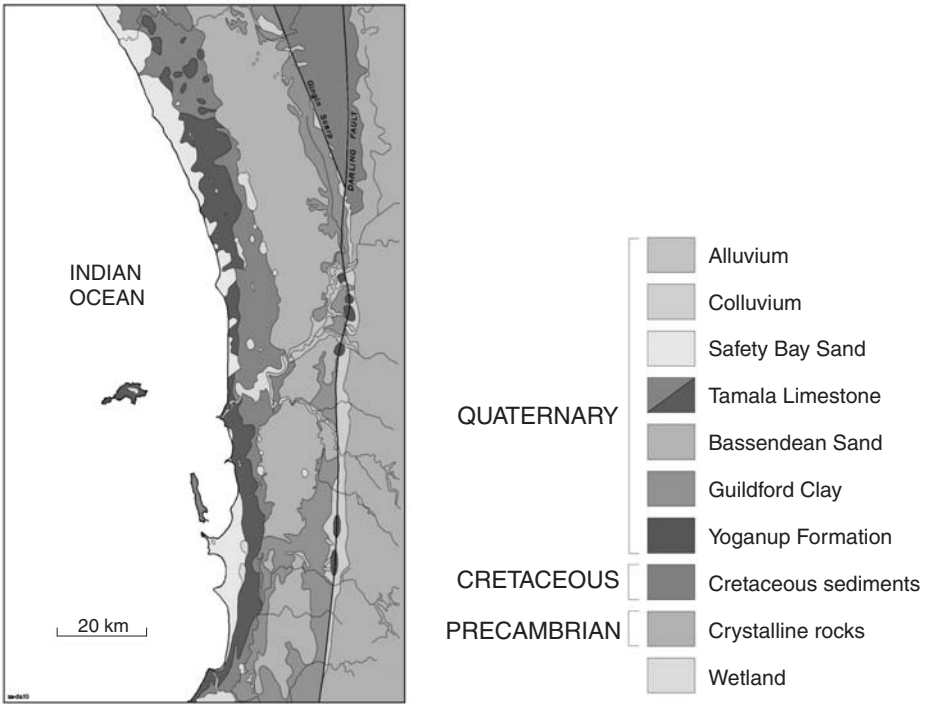 Gingin Scarp
DARLING FAULT
INDIAN
OCEAN
20 km
QUATERNARY
Alluvium
Colluvium
Safety Bay Sand
Tamala Limestone
Bassendean Sand
Guildford Clay
Yoganup Formation
CRETACEOUS
Cretaceous sediments
PRECAMBRIAN
Crystalline rocks
Wetland